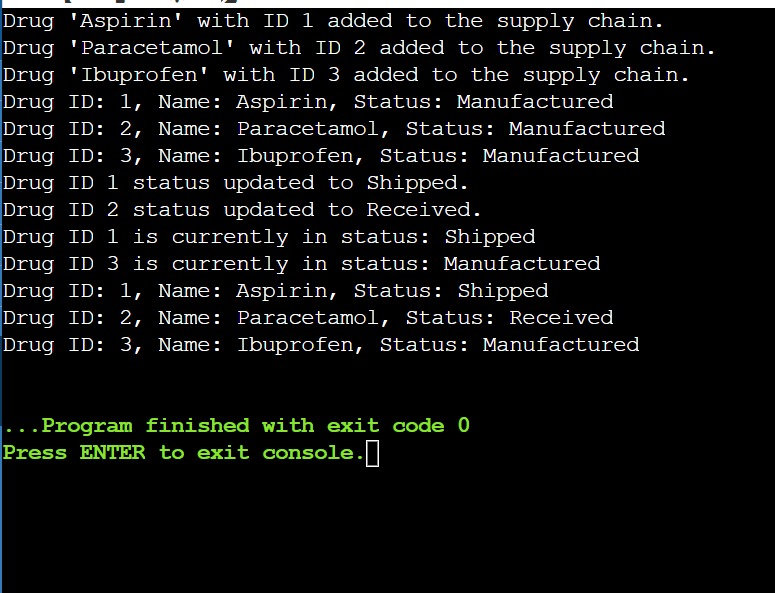 Drug 'Aspirin' with ID 1 added to the supply chain.
Drug 'Paracetamol' with ID 2 added to the supply chain.
Drug 'Ibuprofen' with ID 3 added to the supply chain.
Drug ID: 1, Name: Aspirin, Status: Manufactured
Drug ID: 2, Name: Paracetamol, Status: Manufactured
Drug ID: 3, Name: Ibuprofen, Status: Manufactured
Drug ID 1 status updated to Shipped.
Drug ID 2 status updated to Received.
Drug ID 1 is currently in status: Shipped
Drug ID 3 is currently in status: Manufactured
Drug ID: 1, Name: Aspirin, Status: Shipped
Drug ID: 2, Name: Paracetamol, Status: Received
Drug ID: 3, Name: Ibuprofen, Status: Manufactured
...Program finished with exit code 0
Press ENTER to exit console.